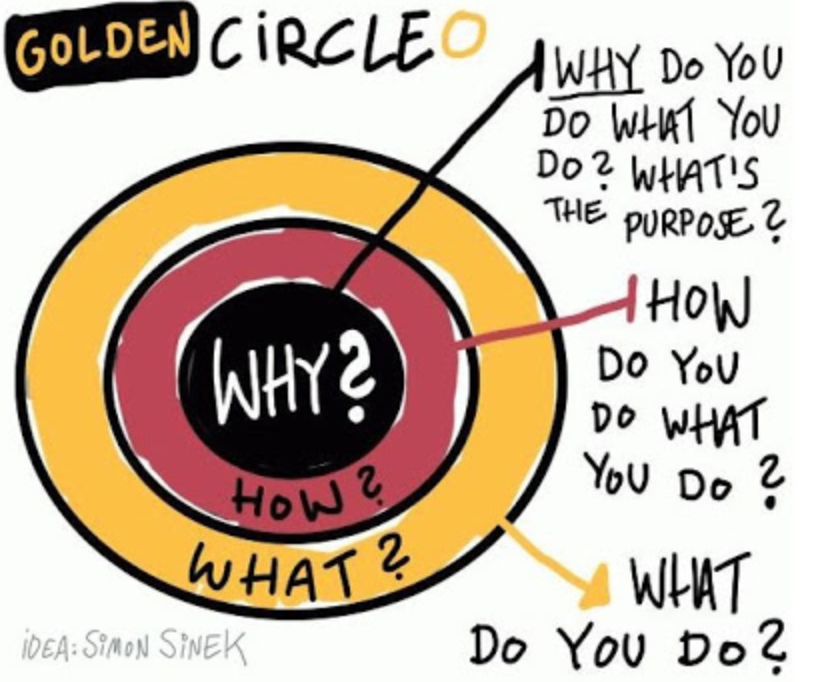 GOLDEN CIRCLE
WHY DO YOU
DO WHAT YOU
DO? WHAT'S
THE PURPOSE?
HOW
DO YOU
DO WHAT
YOU DO?
WHY?
HOW?
WHAT?
WHAT
DO YOU DO?
IDEA: SIMON SINEK